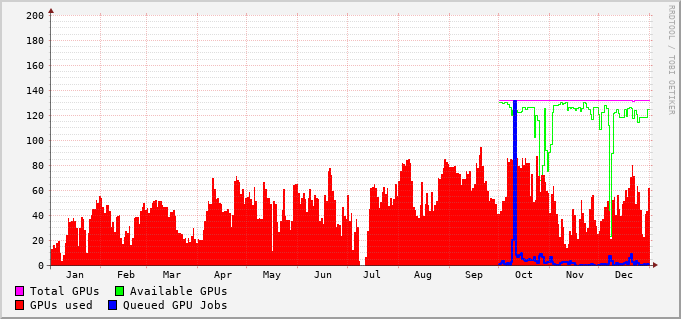 RRDTOOL / TOBI OETIKER
200
180
160
140
120
100
80
60
40
20
0
Jan Feb Mar Apr May Jun Jul Aug Sep Oct Nov Dec
Total GPUs Available GPUs
GPUs used Queued GPU Jobs